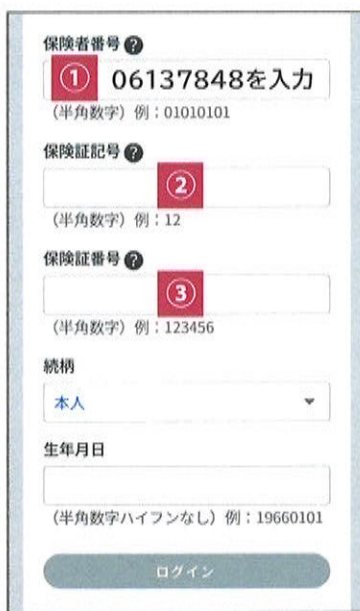 保険者番号 ?
① 06137848を入力
(半角数字) 例:01010101
保険証記号 ?
②
(半角数字) 例:12
保険証番号 ?
③
(半角数字) 例:123456
続柄
本人
生年月日
(半角数字ハイフンなし) 例:19660101
ログイン